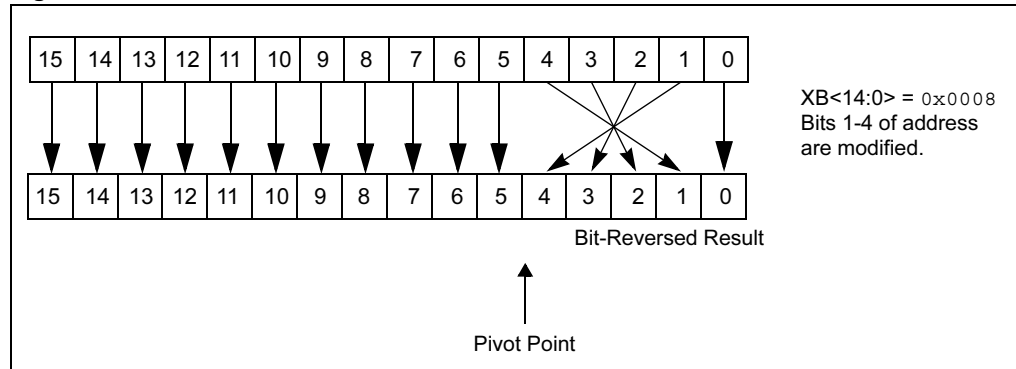 15 14 13 12 11 10 9 8 7 6 5 4 3 2 1 0
XB<14:0> = 0x0008
Bits 1-4 of address
are modified.
15 14 13 12 11 10 9 8 7 6 5 4 3 2 1 0
Bit-Reversed Result
Pivot Point